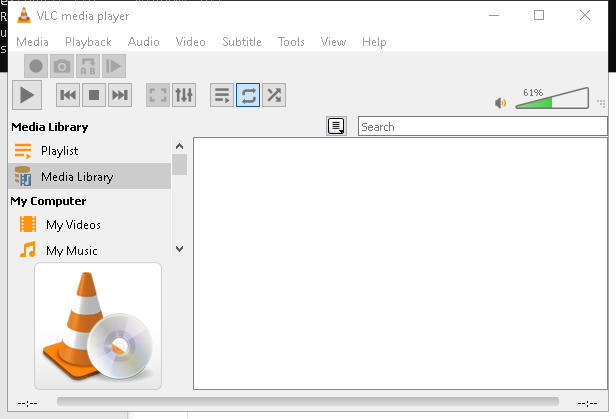 VLC media player
Media Playback Audio Video Subtitle Tools View Help
A B
61%
Media Library
Search
Playlist
Media Library
My Computer
My Videos
My Music
--:-- --:--